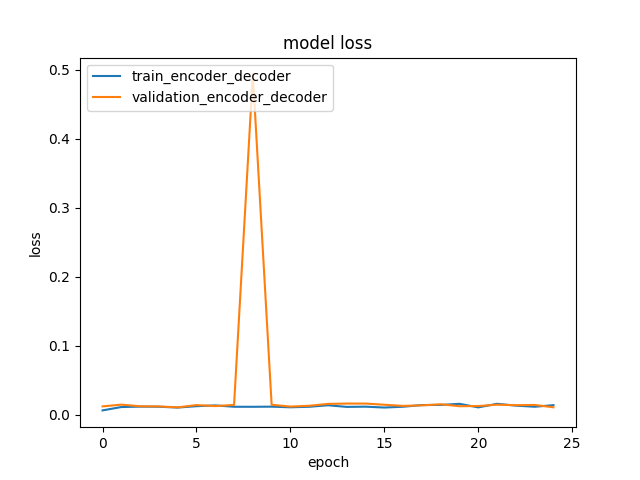 model loss
train_encoder_decoder
validation_encoder_decoder
loss
0.5
0.4
0.3
0.2
0.1
0.0
0 5 10 15 20 25
epoch